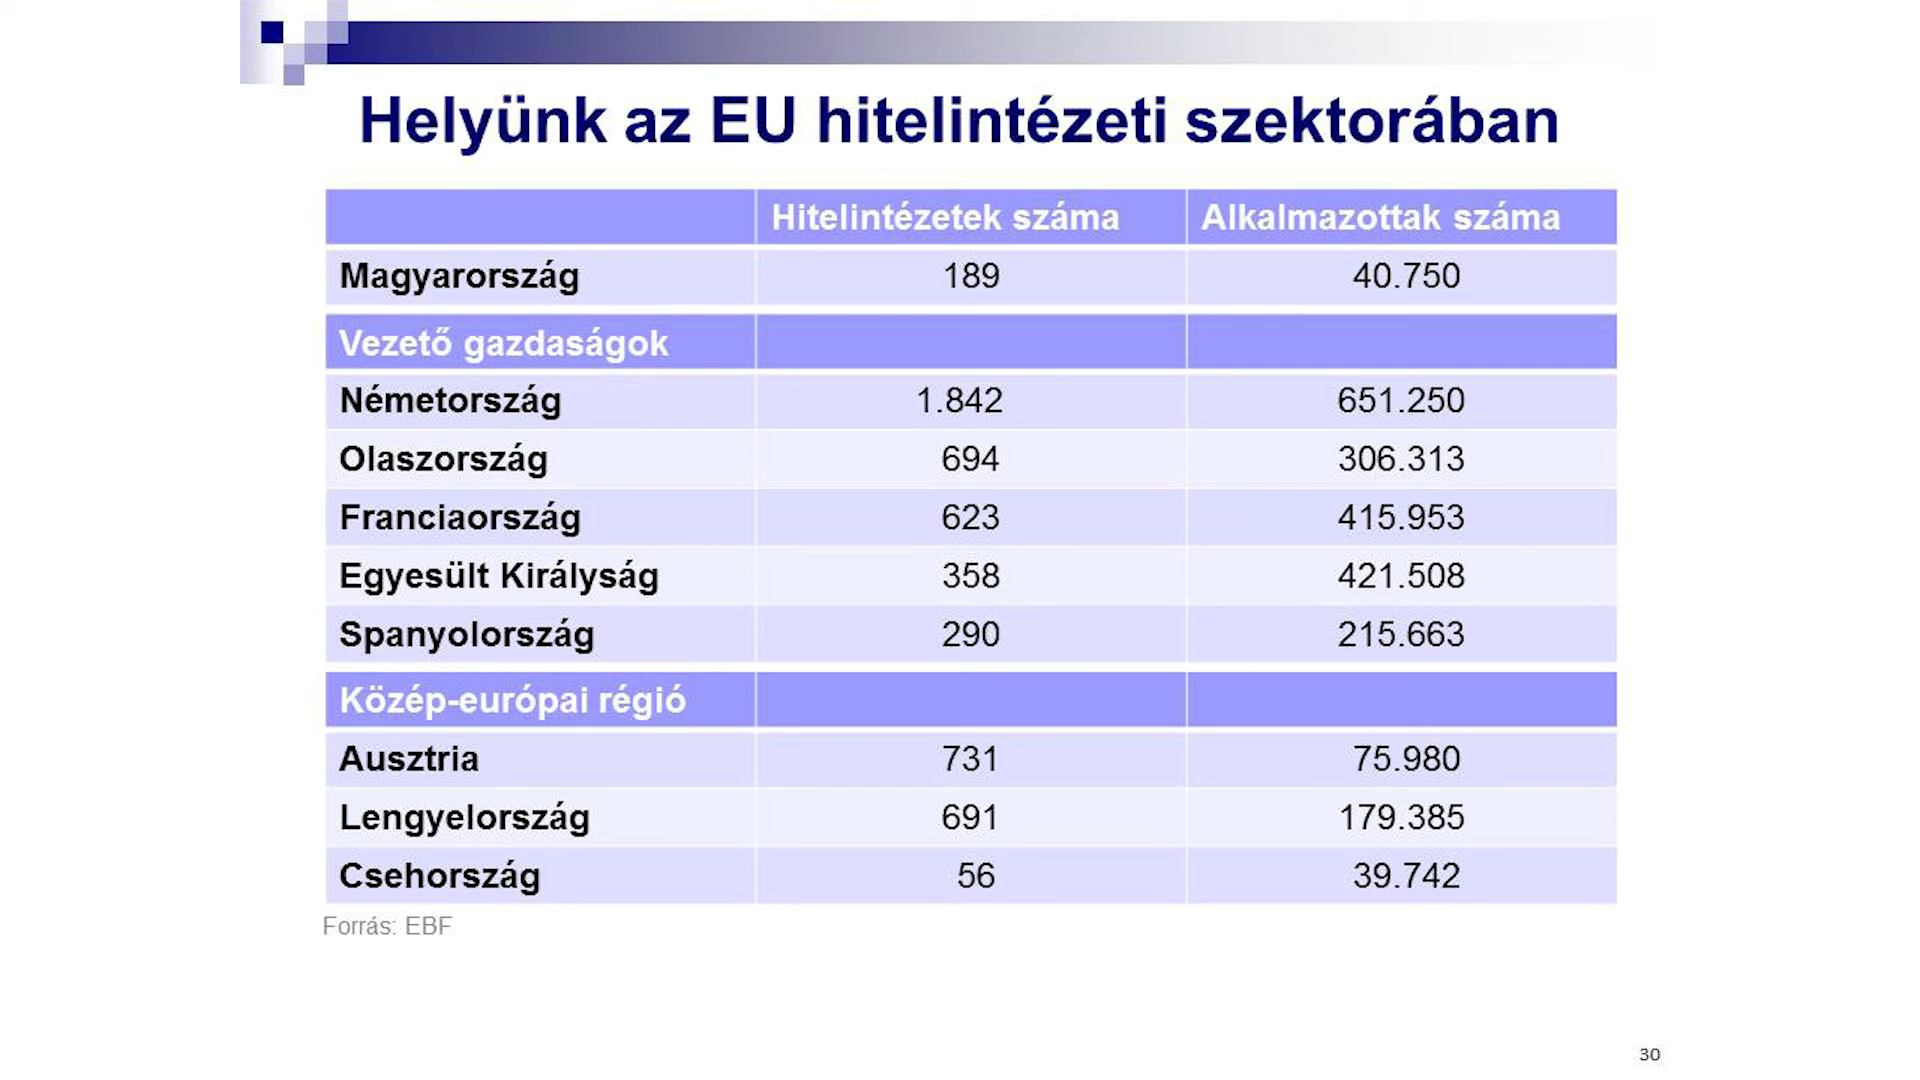 Helyünk az EU hitelintézeti szektorában
Hitelintézetek száma Alkalmazottak száma
Magyarország 189 40.750
Vezető gazdaságok
Németország 1.842 651.250
Olaszország 694 306.313
Franciaország 623 415.953
Egyesült Királyság 358 421.508
Spanyolország 290 215.663
Közép-európai régió
Ausztria 731 75.980
Lengyelország 691 179.385
Csehország 56 39.742
Forrás: EBF
30